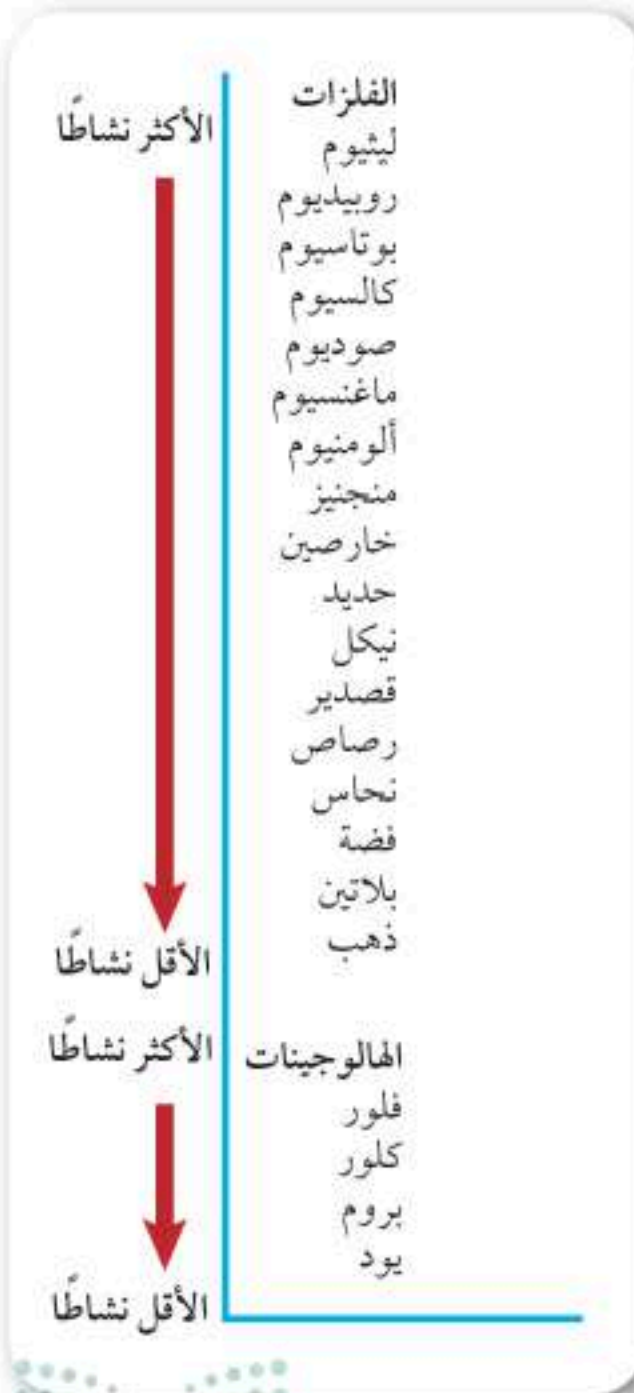 الفلزات
الأكثر نشاطًا
ليثيوم
روبيديوم
بوتاسيوم
كالسيوم
صوديوم
ماغنسيوم
ألومنيوم
منجنيز
خارصين
حديد
نيكل
قصدير
رصاص
نحاس
فضة
بلاتين
ذهب
الأقل نشاطًا
الهالوجينات
الأكثر نشاطًا
فلور
كلور
بروم
يود
الأقل نشاطًا